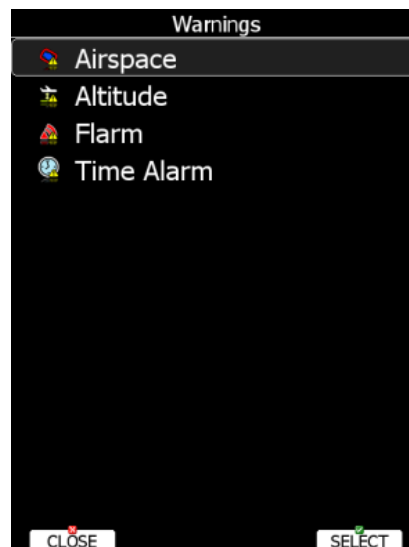 Warnings
Airspace
Altitude
Flarm
Time Alarm
CLOSE SELECT